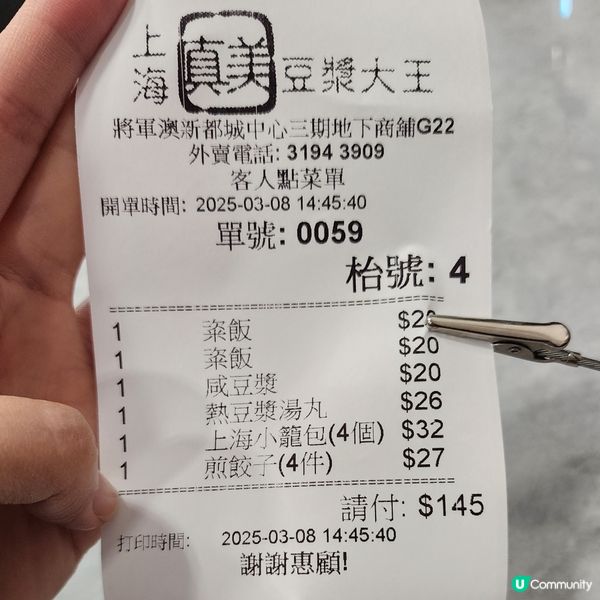 上海真美豆漿大王
將軍澳新都城中心三期地下商舖G22
外賣電話: 3194 3909
客人點菜單
開單時間: 2025-03-08 14:45:40
單號: 0059
枱號: 4
1 粢飯 $2
1 粢飯 $20
1 咸豆漿 $20
1 熱豆漿湯丸 $26
1 上海小籠包(4個) $32
1 煎餃子(4件) $27
請付: $145
打印時間: 2025-03-08 14:45:40
謝謝惠顧!
U Community